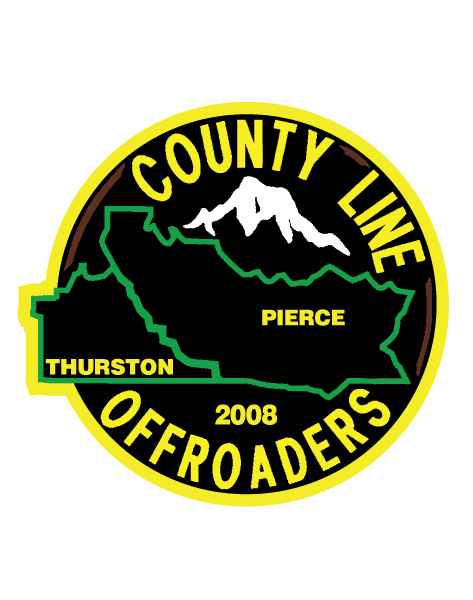 COUNTY LINE
PIERCE
THURSTON
2008
OFFROADERS